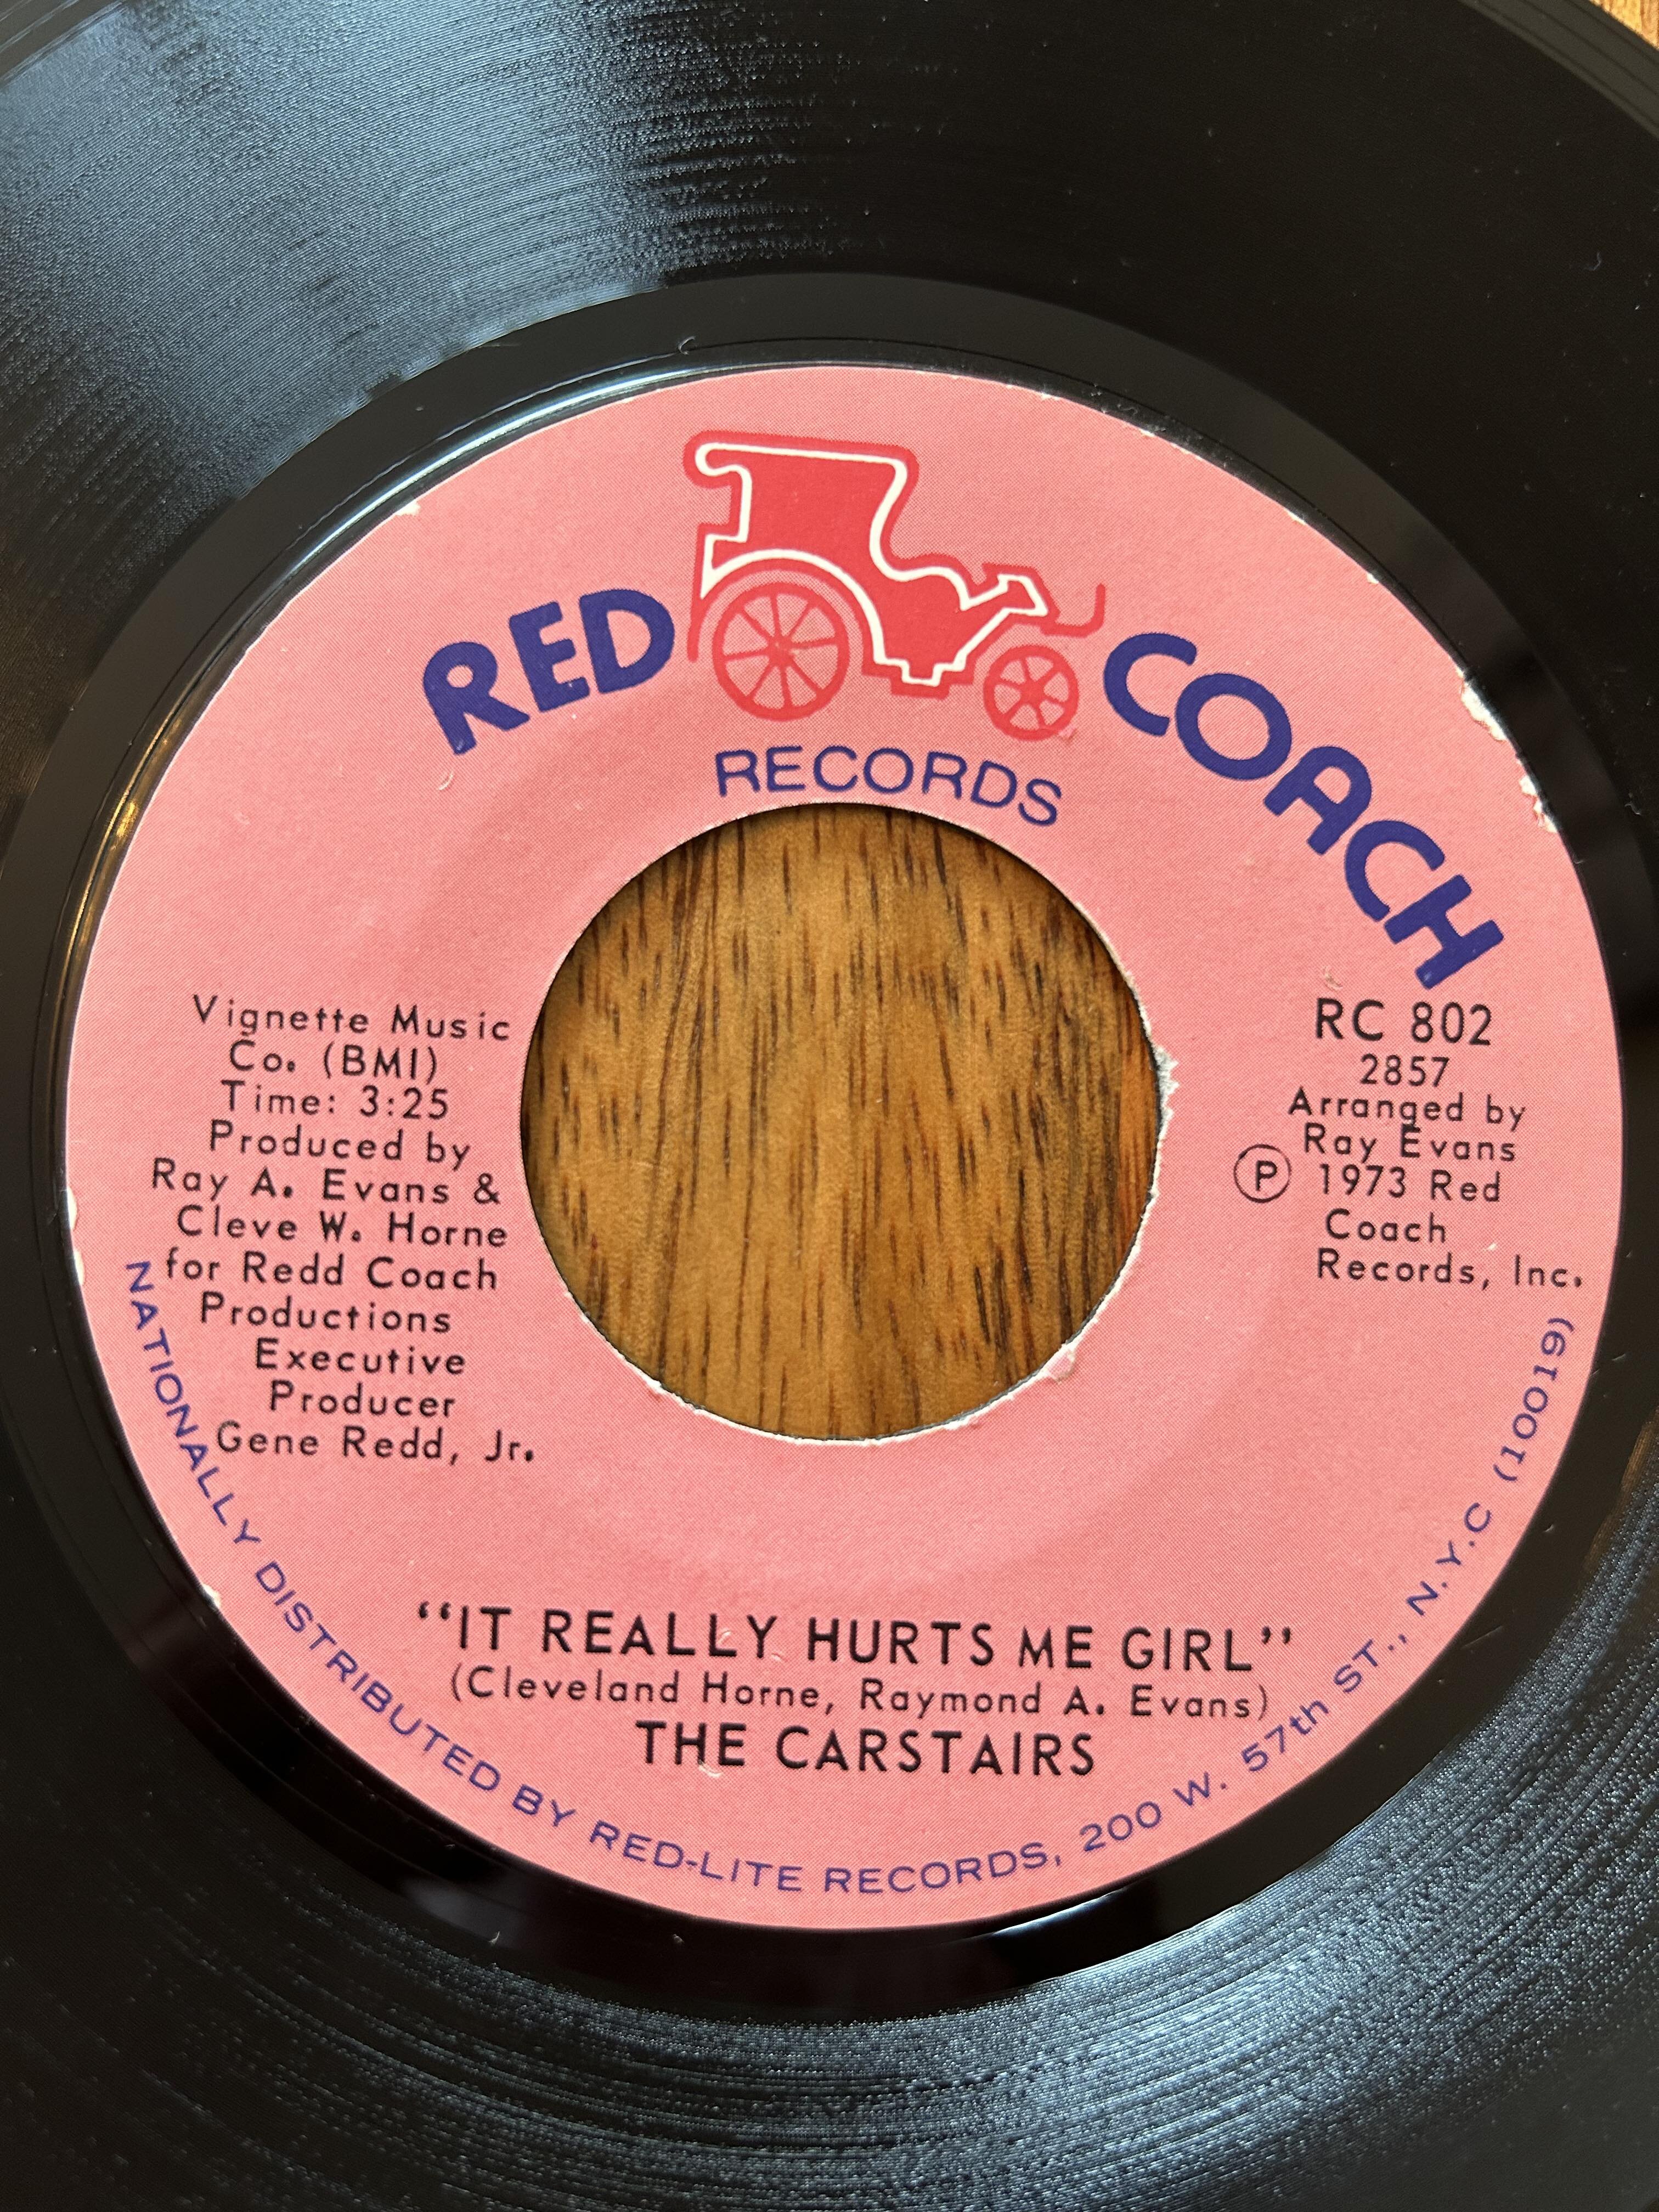 RED COACH
RECORDS
Vignette Music
Co. (BMI)
Time: 3:25
Produced by
Ray A. Evans &
Cleve W. Horne
for Redd Coach
Productions
Executive
Producer
Gene Redd, Jr.
RC 802
2857
Arranged by
Ray Evans
Ⓟ 1973 Red
Coach
Records, Inc.
“IT REALLY HURTS ME GIRL”
(Cleveland Horne, Raymond A. Evans)
THE CARSTAIRS
NATIONALLY DISTRIBUTED BY RED-LITE RECORDS, 200 W. 57th ST., N.Y.C (10019)